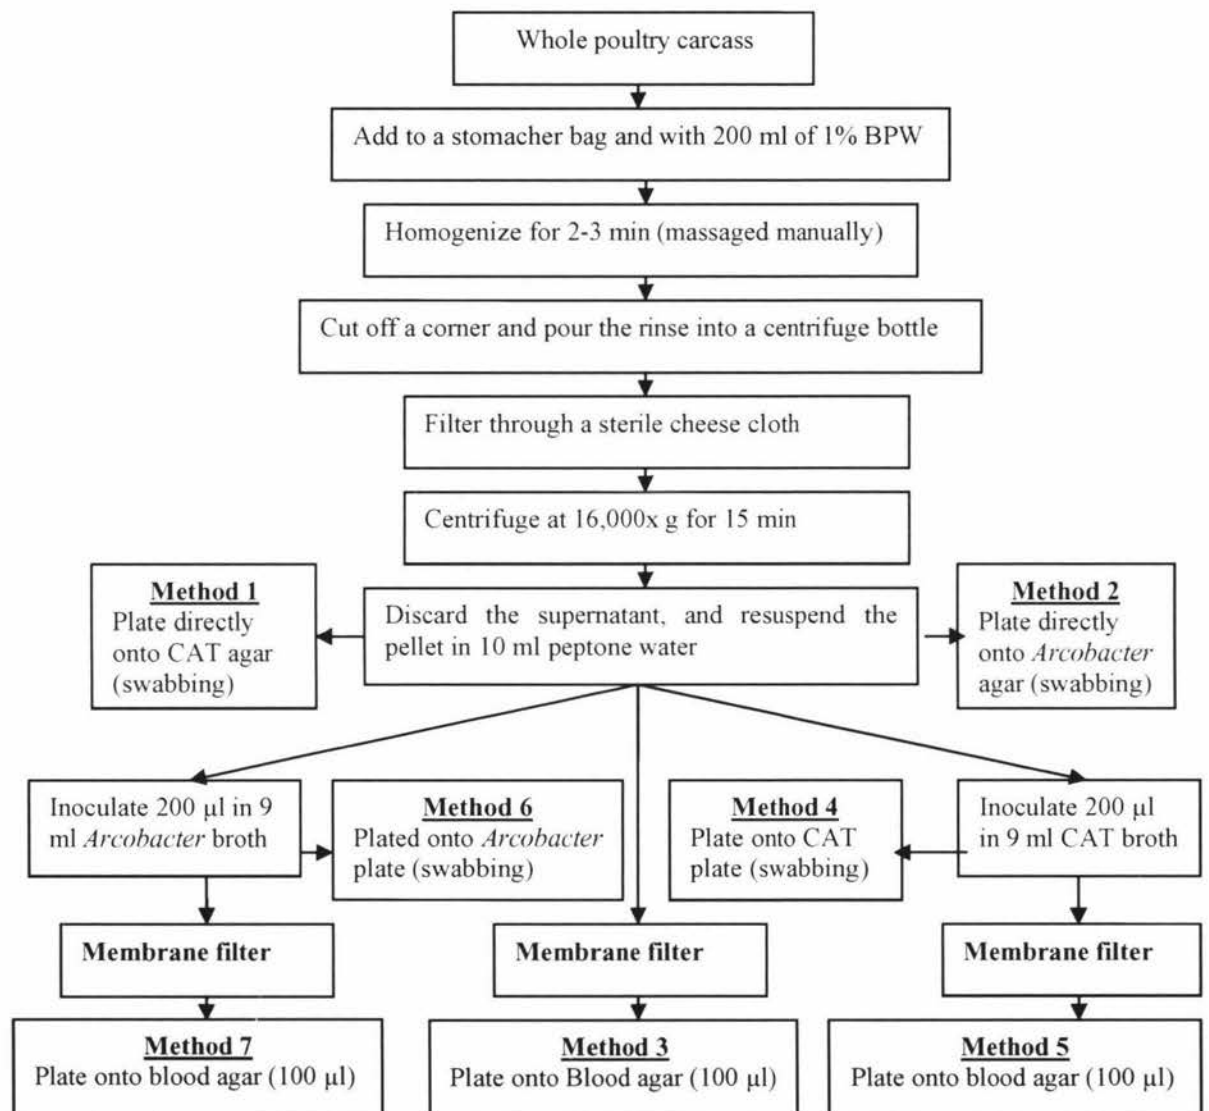 Whole poultry carcass
Add to a stomacher bag and with 200 ml of 1% BPW
Homogenize for 2-3 min (massaged manually)
Cut off a corner and pour the rinse into a centrifuge bottle
Filter through a sterile cheese cloth
Centrifuge at 16,000x g for 15 min
Method 1
Plate directly
onto CAT agar
(swabbing)
Discard the supernatant, and resuspend the
pellet in 10 ml peptone water
Method 2
Plate directly
onto Arcobacter
agar (swabbing)
Inoculate 200 µl in 9
ml Arcobacter broth
Method 6
Plated onto Arcobacter
plate (swabbing)
Method 4
Plate onto CAT
plate (swabbing)
Inoculate 200 µl
in 9 ml CAT broth
Membrane filter
Membrane filter
Membrane filter
Method 7
Plate onto blood agar (100 µl)
Method 3
Plate onto Blood agar (100 µl)
Method 5
Plate onto blood agar (100 µl)